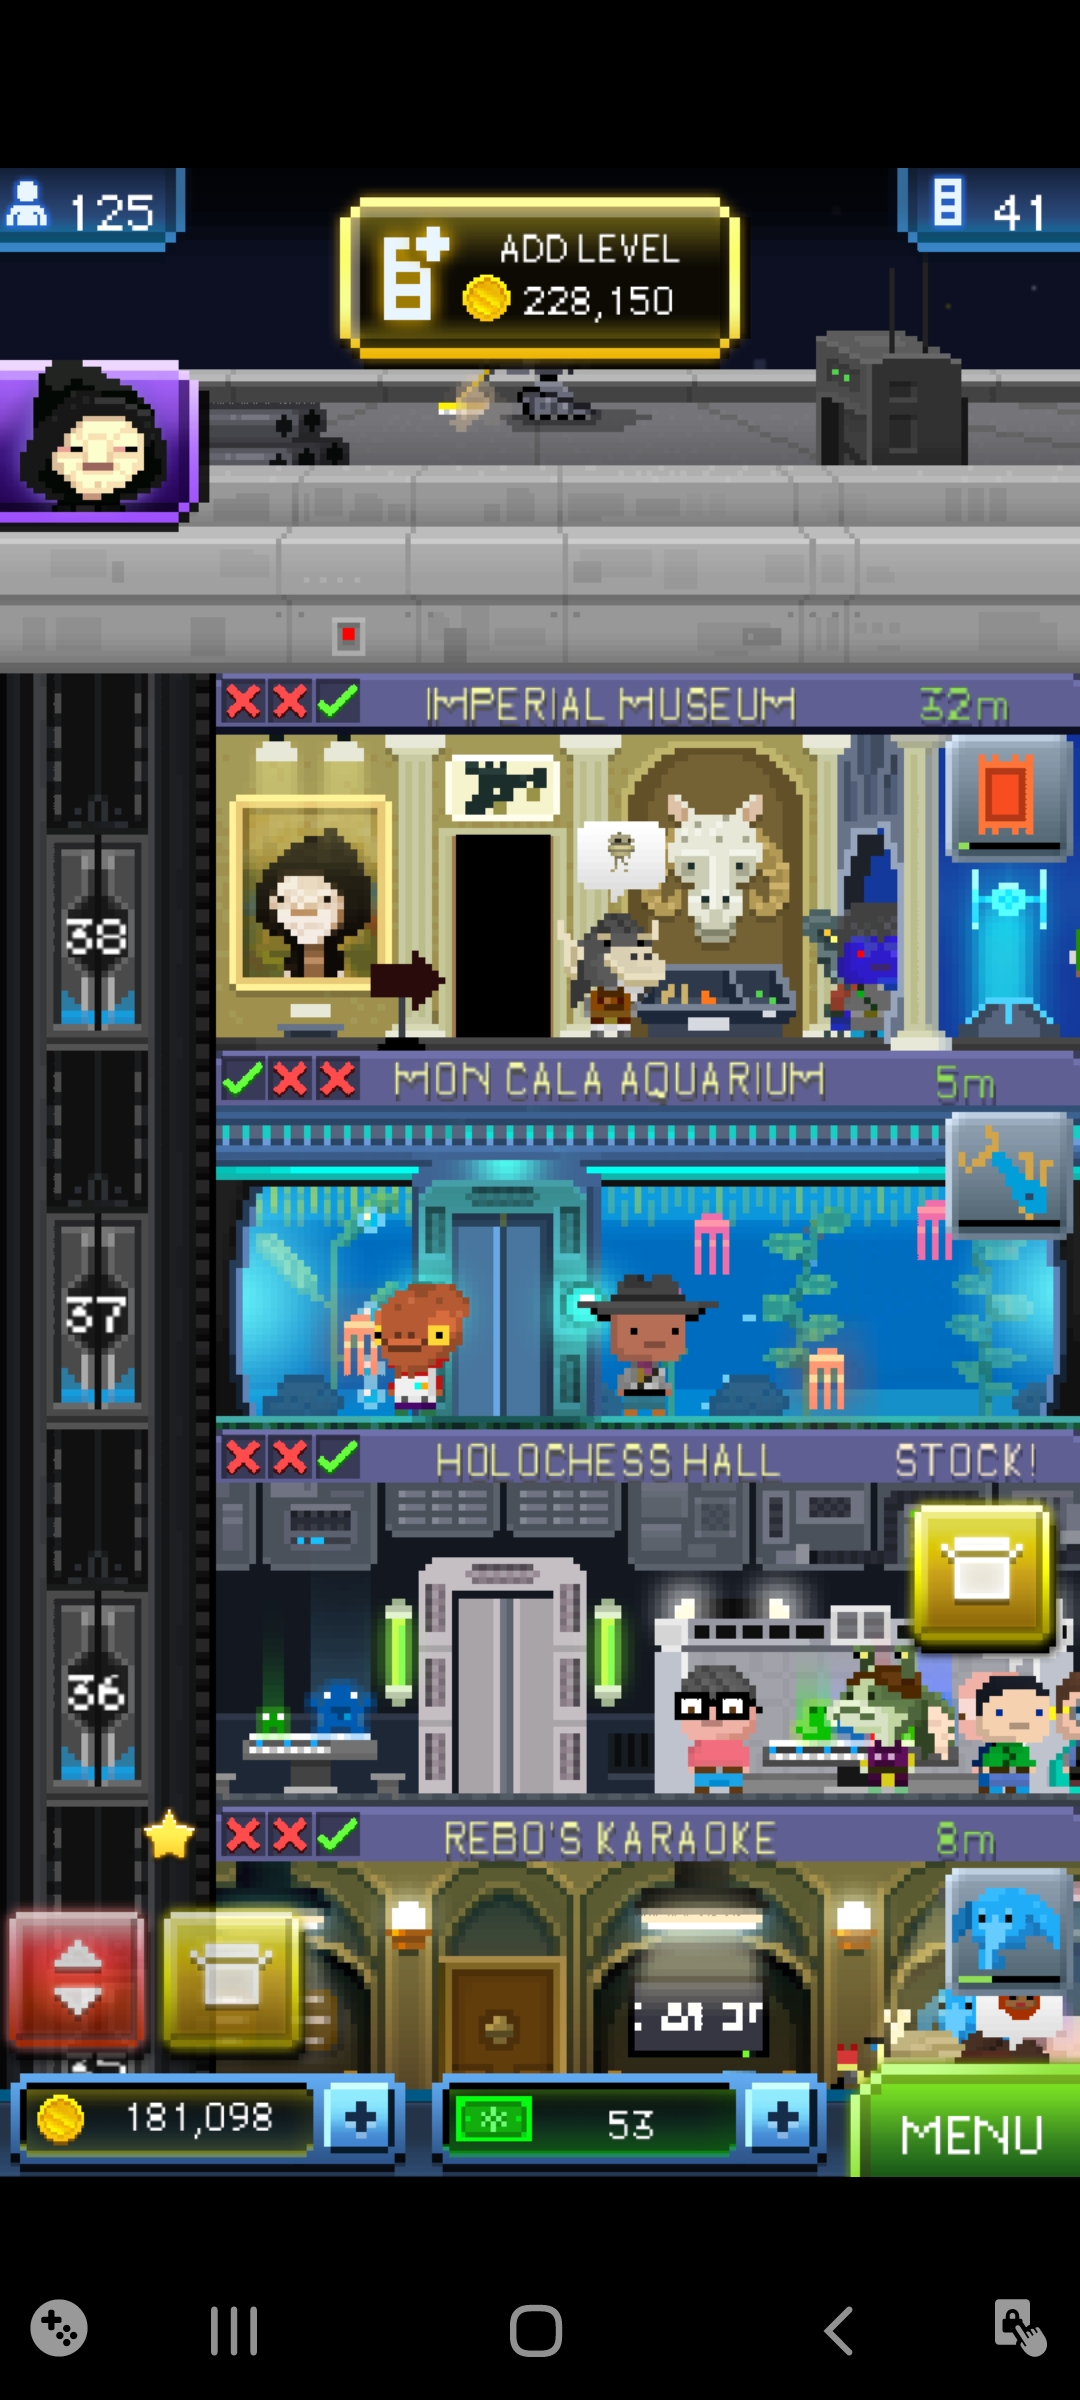 125
ADD LEVEL
228,150
41
IMPERIAL MUSEUM 32m
38
MON CALA AQUARIUM 5m
37
HOLOCHESS HALL STOCK!
36
REBO'S KARAOKE 8m
181,098
53
MENU